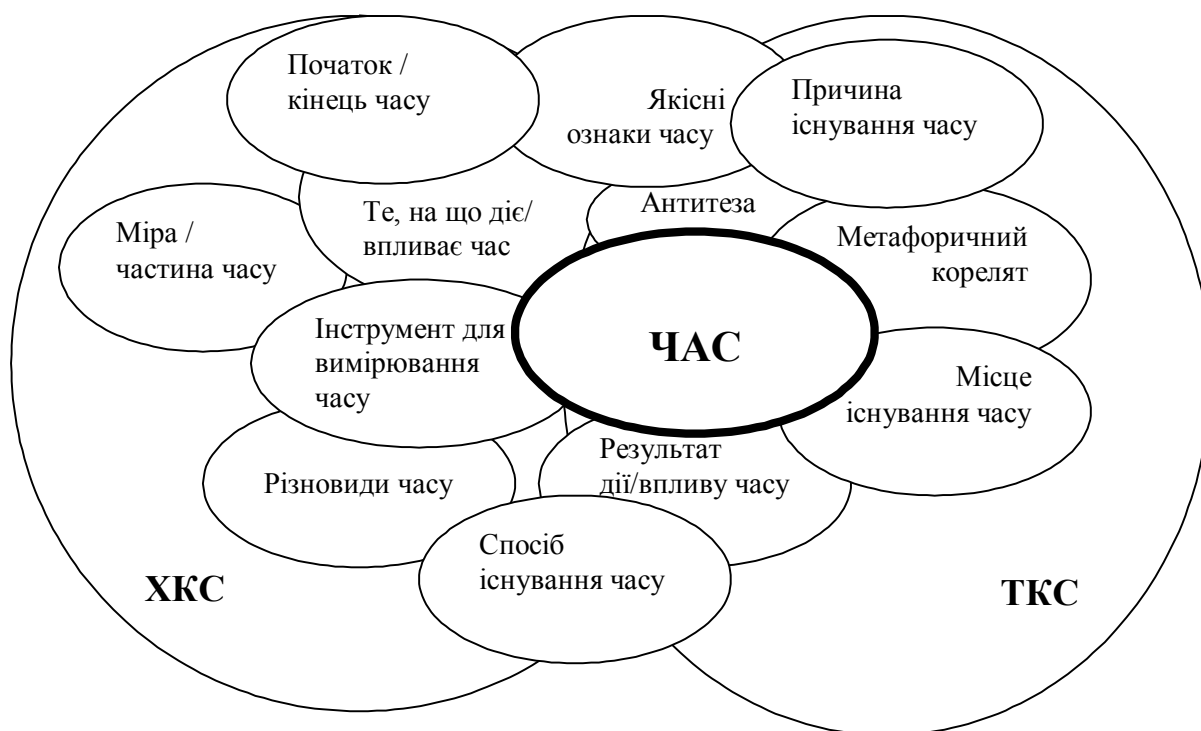 Початок /
кінець часу
Якісні
ознаки часу
Причина
існування часу
Міра /
частина часу
Те, на що діє/
впливає час
Антитеза
Метафоричний
корелят
Інструмент для
вимірювання
часу
ЧАС
Місце
існування часу
Різновиди часу
Результат
дії/впливу часу
Спосіб
існування часу
ХКС
ТКС